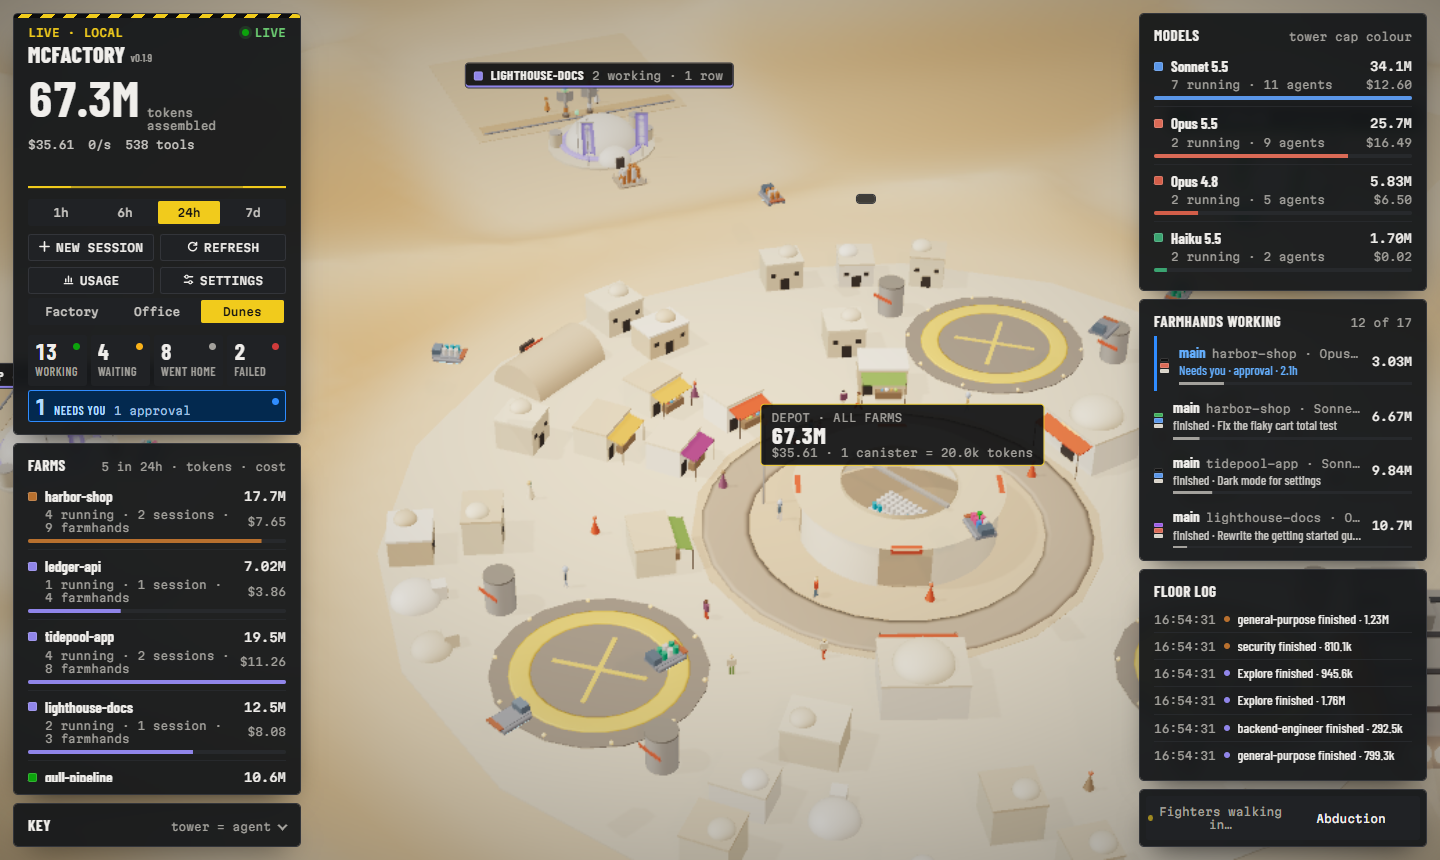 LIVE · LOCAL
LIVE
MCFACTORY v0.1.9
67.3M tokens assembled
$35.61 0/s 538 tools
1h 6h 24h 7d
+ NEW SESSION
REFRESH
USAGE
SETTINGS
Factory Office Dunes
13 WORKING
4 WAITING
8 WENT HOME
2 FAILED
1 NEEDS YOU 1 approval
FARMS 5 in 24h · tokens · cost
harbor-shop 17.7M
4 running · 2 sessions · 9 farmhands $7.65
ledger-api 7.02M
1 running · 1 session · 4 farmhands $3.86
tidepool-app 19.5M
4 running · 2 sessions · 8 farmhands $11.26
lighthouse-docs 12.5M
2 running · 1 session · 3 farmhands $8.08
gull-pipeline 10.6M
KEY tower = agent
LIGHTHOUSE-DOCS 2 working · 1 row
DEPOT · ALL FARMS
67.3M
$35.61 · 1 canister = 20.0k tokens
MODELS tower cap colour
Sonnet 5.5 34.1M
7 running · 11 agents $12.60
Opus 5.5 25.7M
2 running · 9 agents $16.49
Opus 4.8 5.83M
2 running · 5 agents $6.50
Haiku 5.5 1.70M
2 running · 2 agents $0.02
FARMHANDS WORKING 12 of 17
main harbor-shop · Opus… 3.03M
Needs you · approval · 2.1h
main harbor-shop · Sonne… 6.67M
finished · Fix the flaky cart total test
main tidepool-app · Sonn… 9.84M
finished · Dark mode for settings
main lighthouse-docs · O… 10.7M
finished · Rewrite the getting started gu…
FLOOR LOG
16:54:31 general-purpose finished · 1.23M
16:54:31 security finished · 810.1k
16:54:31 Explore finished · 945.6k
16:54:31 Explore finished · 1.76M
16:54:31 backend-engineer finished · 292.5k
16:54:31 general-purpose finished · 799.3k
Fighters walking in…
Abduction